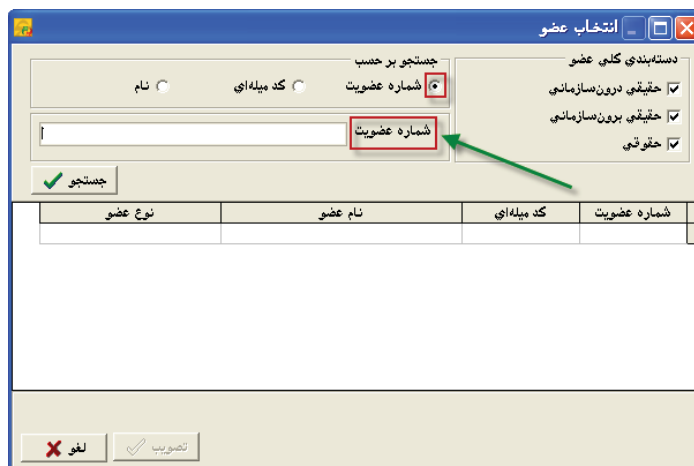 انتخاب عضو
دسته‌بندي کلي عضو
حقيقي درون‌سازماني
حقيقي برون‌سازماني
حقوقي
جستجو بر حسب
شماره عضويت
کد ميله‌اي
نام
شماره عضويت
جستجو
شماره عضويت کد ميله‌اي نام عضو نوع عضو
تصويب لغو